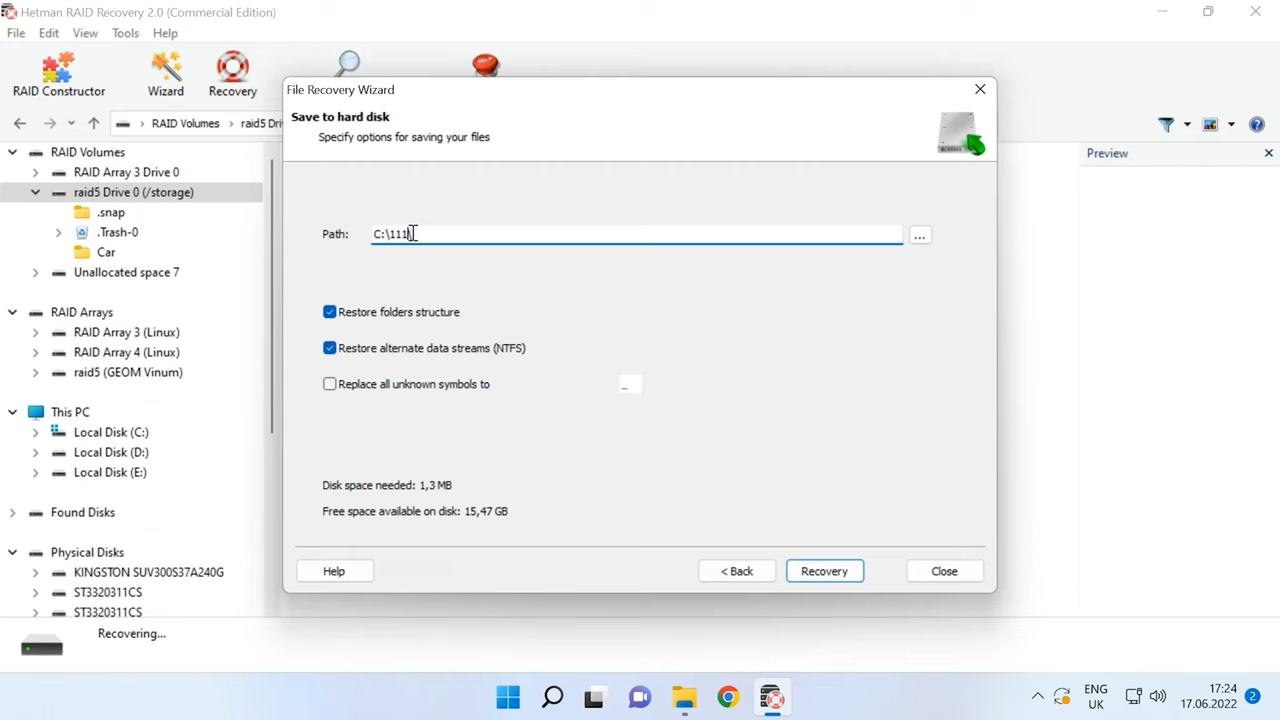 Hetman RAID Recovery 2.0 (Commercial Edition)
File Edit View Tools Help
RAID Constructor Wizard Recovery
RAID Volumes raid5 Dri
RAID Volumes
RAID Array 3 Drive 0
raid5 Drive 0 (/storage)
.snap
.Trash-0
Car
Unallocated space 7
RAID Arrays
RAID Array 3 (Linux)
RAID Array 4 (Linux)
raid5 (GEOM Vinum)
This PC
Local Disk (C:)
Local Disk (D:)
Local Disk (E:)
Found Disks
Physical Disks
KINGSTON SUV300S37A240G
ST3320311CS
ST3320311CS
Recovering...
HELP
File Recovery Wizard
Save to hard disk
Specify options for saving your files
Path: C:\111\
...
Restore folders structure
Restore alternate data streams (NTFS)
Replace all unknown symbols to _
Disk space needed: 1,3 MB
Free space available on disk: 15,47 GB
Help < Back Recovery Close
Preview
ENG
UK
17:24
17.06.2022
2